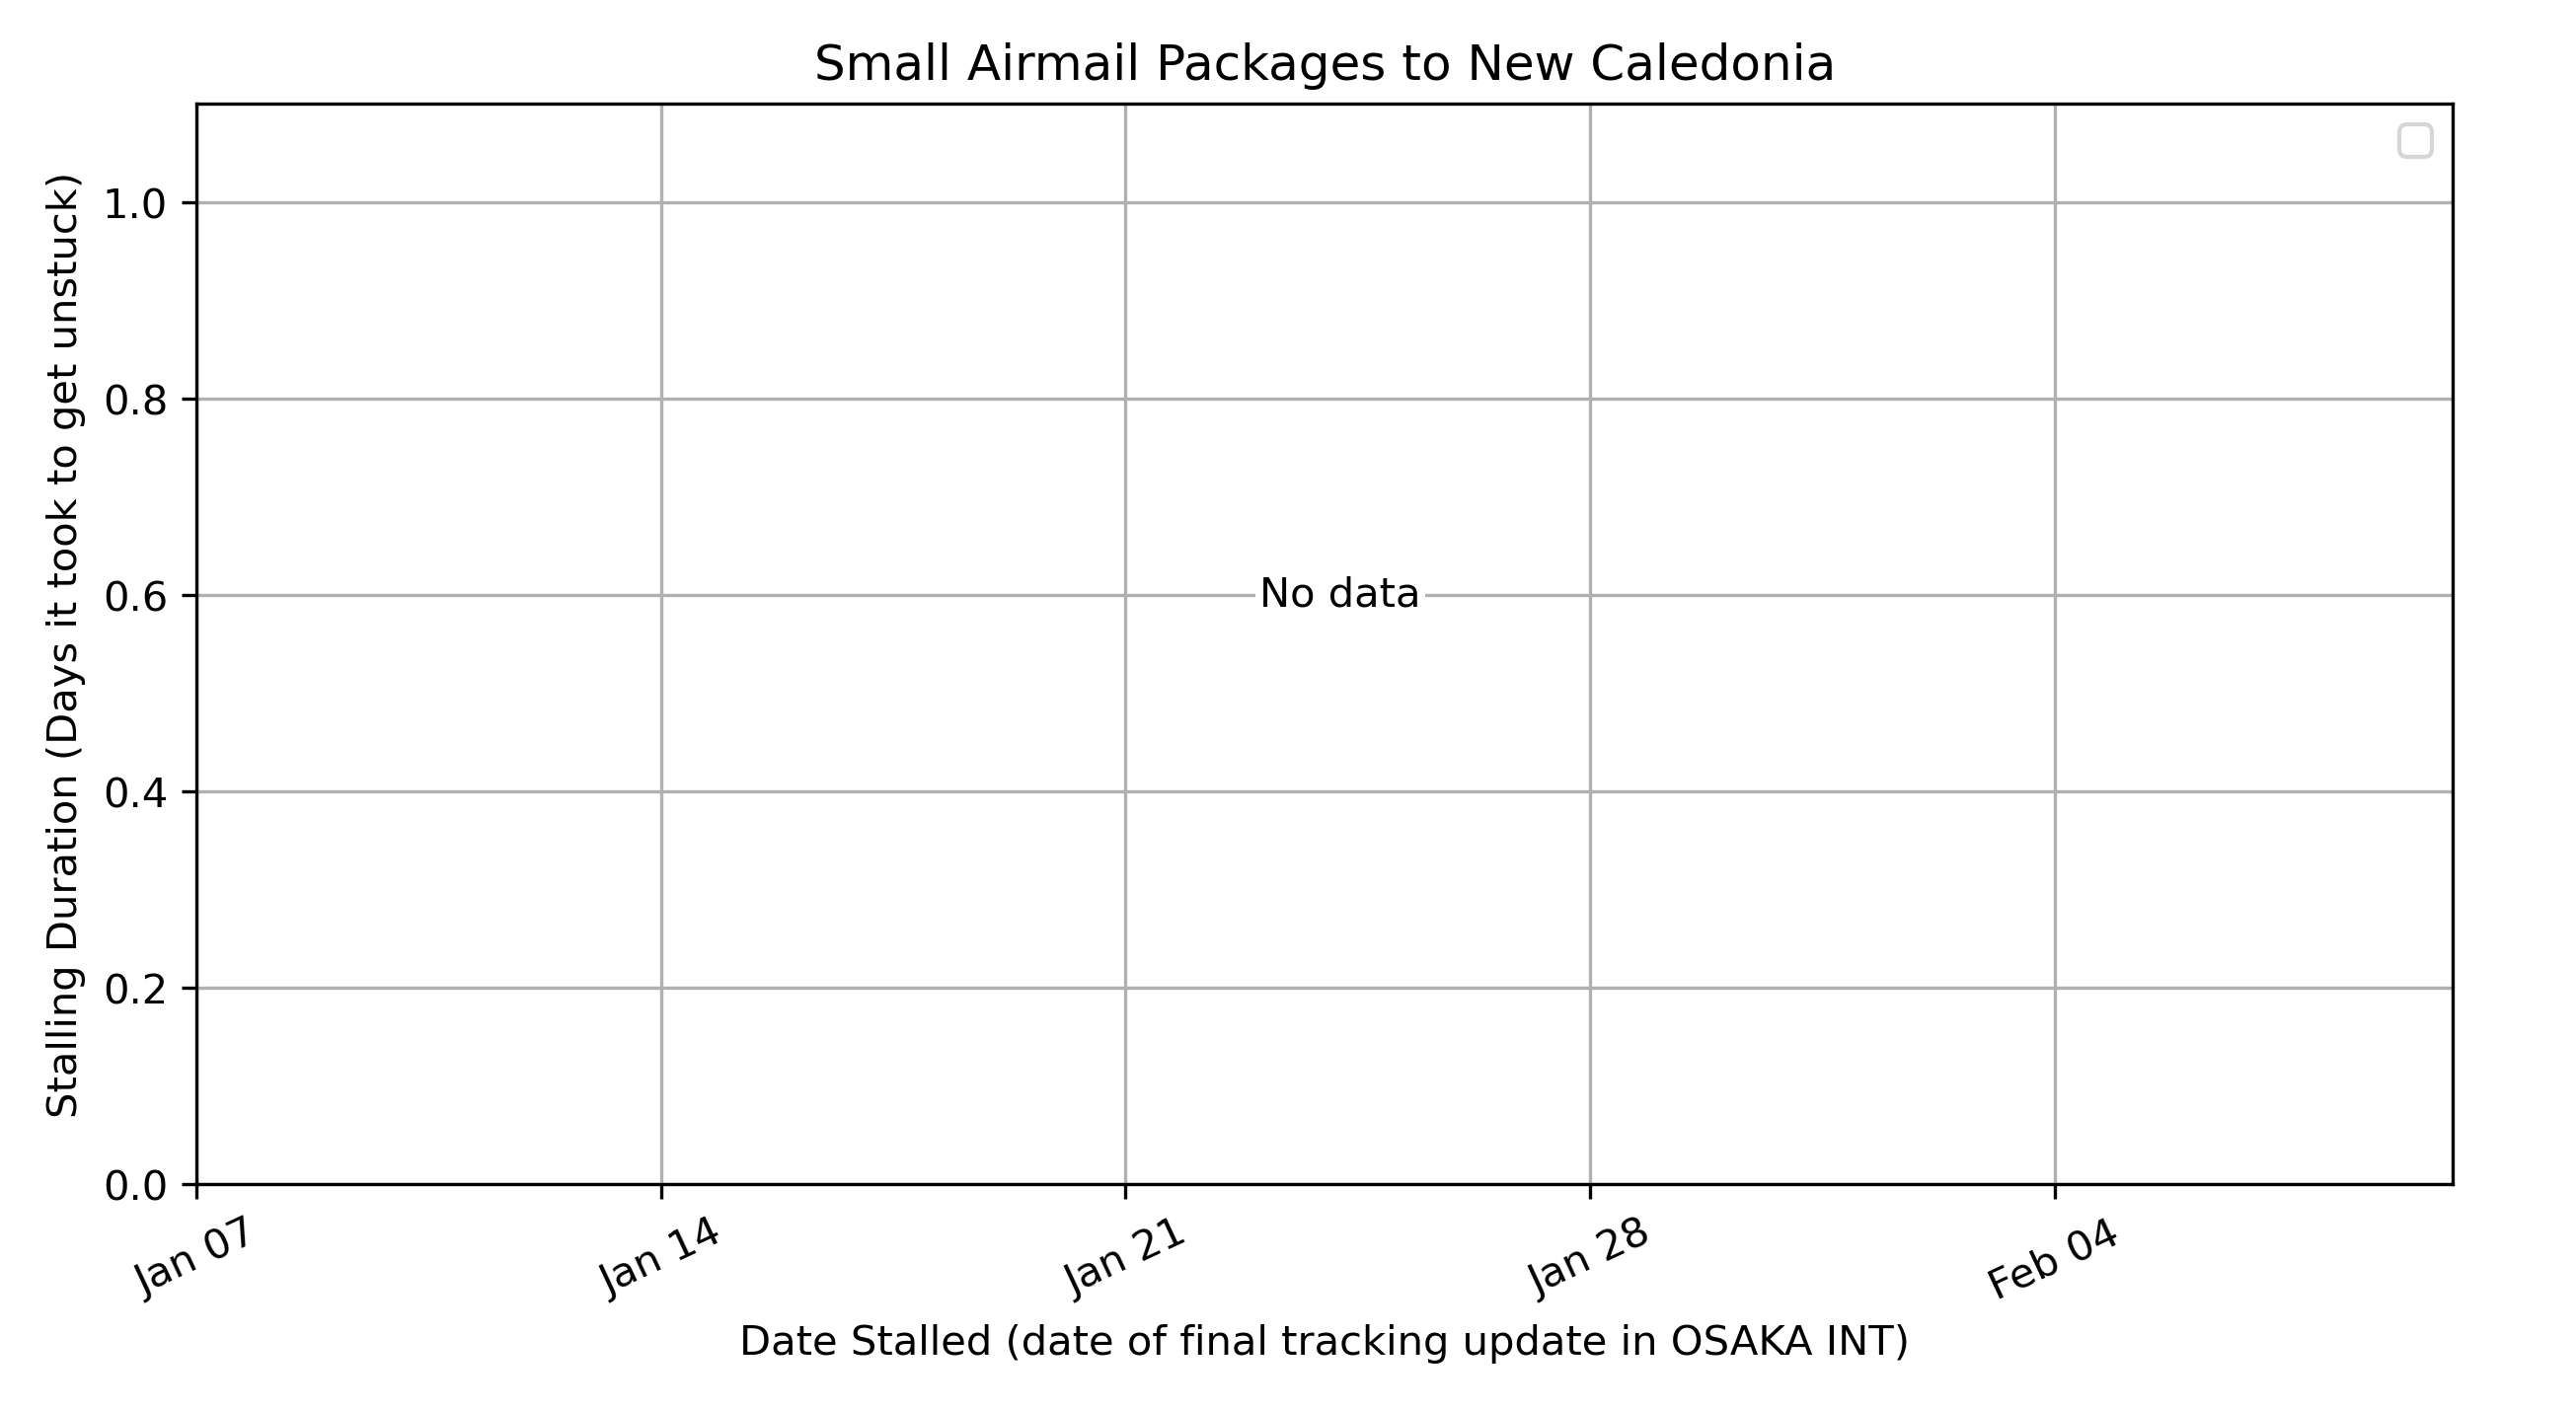 Small Airmail Packages to New Caledonia
Stalling Duration (Days it took to get unstuck)
1.0
0.8
0.6
0.4
0.2
0.0
No data
Jan 07
Jan 14
Jan 21
Jan 28
Feb 04
Date Stalled (date of final tracking update in OSAKA INT)